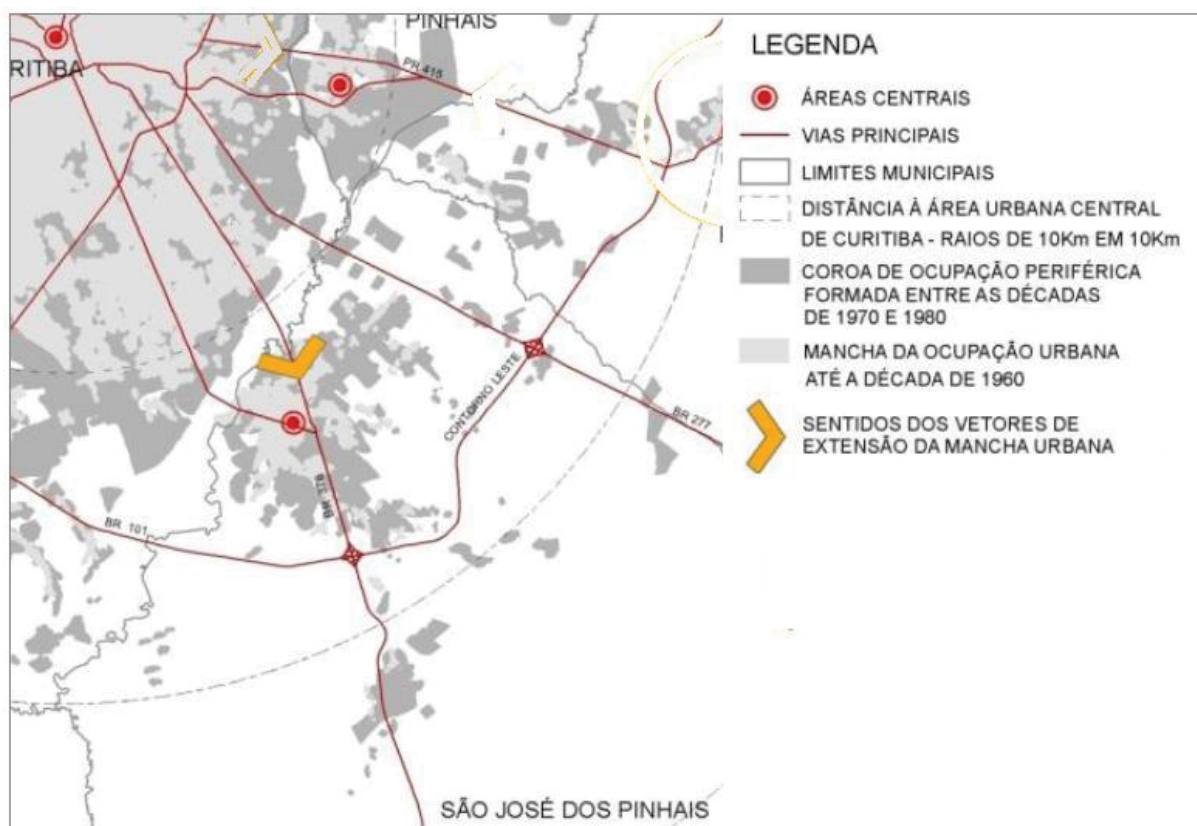 PINHAIS
RITIBA
PR 415
CONTORNO LESTE
BR 277
BR 376
BR 101
SÃO JOSÉ DOS PINHAIS
LEGENDA
ÁREAS CENTRAIS
VIAS PRINCIPAIS
LIMITES MUNICIPAIS
DISTÂNCIA À ÁREA URBANA CENTRAL
DE CURITIBA - RAIOS DE 10Km EM 10Km
COROA DE OCUPAÇÃO PERIFÉRICA
FORMADA ENTRE AS DÉCADAS
DE 1970 E 1980
MANCHA DA OCUPAÇÃO URBANA
ATÉ A DÉCADA DE 1960
SENTIDOS DOS VETORES DE
EXTENSÃO DA MANCHA URBANA